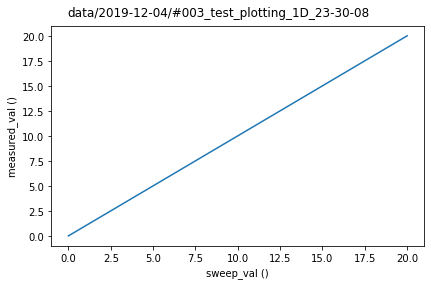 data/2019-12-04/#003_test_plotting_1D_23-30-08
20.0
17.5
15.0
12.5
10.0
7.5
5.0
2.5
0.0
measured_val ()
0.0 2.5 5.0 7.5 10.0 12.5 15.0 17.5 20.0
sweep_val ()